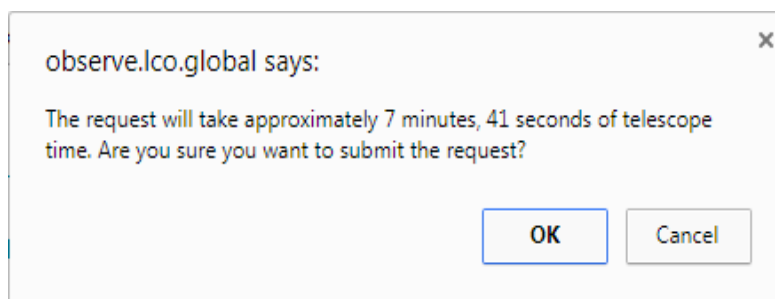 observe.lco.global says:
The request will take approximately 7 minutes, 41 seconds of telescope
time. Are you sure you want to submit the request?
OK
Cancel